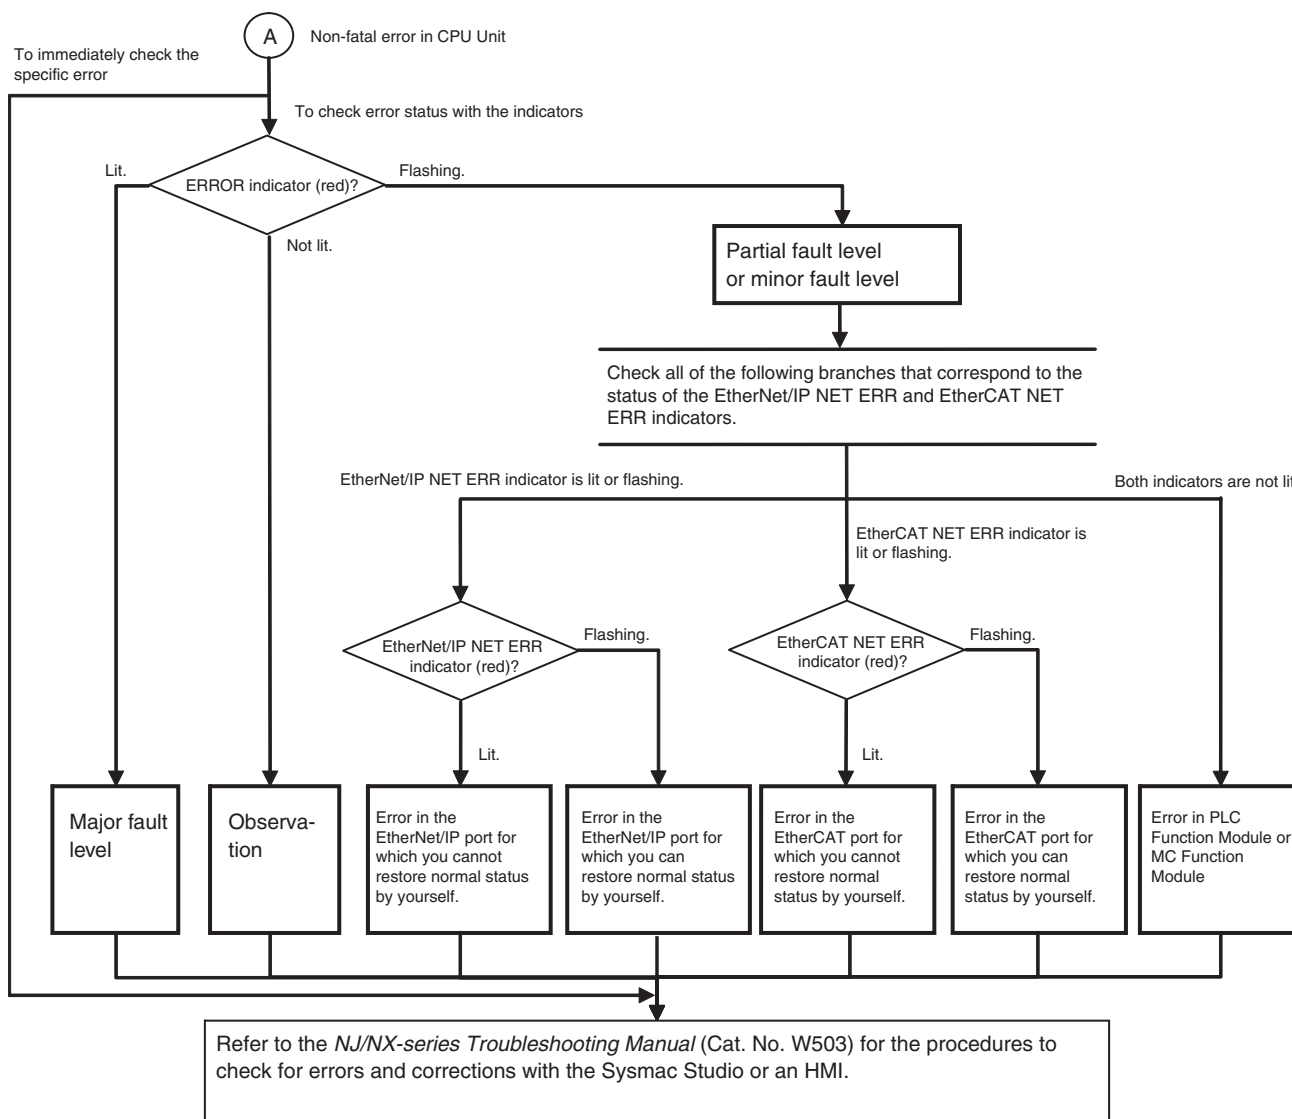 A
Non-fatal error in CPU Unit
To immediately check the
specific error
To check error status with the indicators
Lit.
ERROR indicator (red)?
Flashing.
Not lit.
Partial fault level
or minor fault level
Check all of the following branches that correspond to the
status of the EtherNet/IP NET ERR and EtherCAT NET
ERR indicators.
EtherNet/IP NET ERR indicator is lit or flashing.
Both indicators are not lit
EtherCAT NET ERR indicator is
lit or flashing.
EtherNet/IP NET ERR
indicator (red)?
Flashing.
EtherCAT NET ERR
indicator (red)?
Flashing.
Lit.
Lit.
Major fault
level
Observa-
tion
Error in the
EtherNet/IP port for
which you cannot
restore normal status
by yourself.
Error in the
EtherNet/IP port for
which you can
restore normal status
by yourself.
Error in the
EtherCAT port for
which you cannot
restore normal
status by yourself.
Error in the
EtherCAT port for
which you can
restore normal
status by yourself.
Error in PLC
Function Module or
MC Function
Module
Refer to the NJ/NX-series Troubleshooting Manual (Cat. No. W503) for the procedures to
check for errors and corrections with the Sysmac Studio or an HMI.